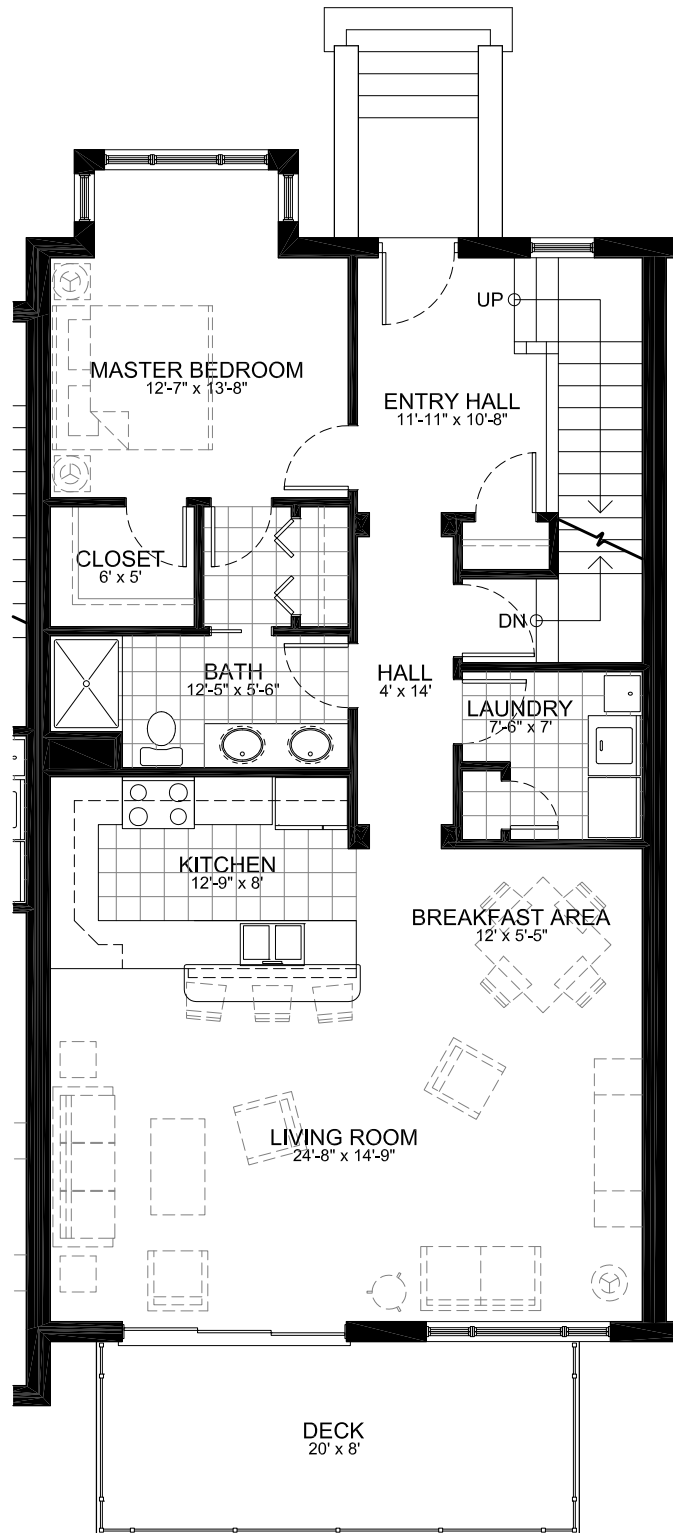 UP
MASTER BEDROOM
12'-7" x 13'-8"
ENTRY HALL
11'-11" x 10'-8"
CLOSET
6' x 5'
DN
BATH
12'-5" x 5'-6"
HALL
4' x 14'
LAUNDRY
7'-6" x 7'
KITCHEN
12'-9" x 8'
BREAKFAST AREA
12' x 5'-5"
LIVING ROOM
24'-8" x 14'-9"
DECK
20' x 8'